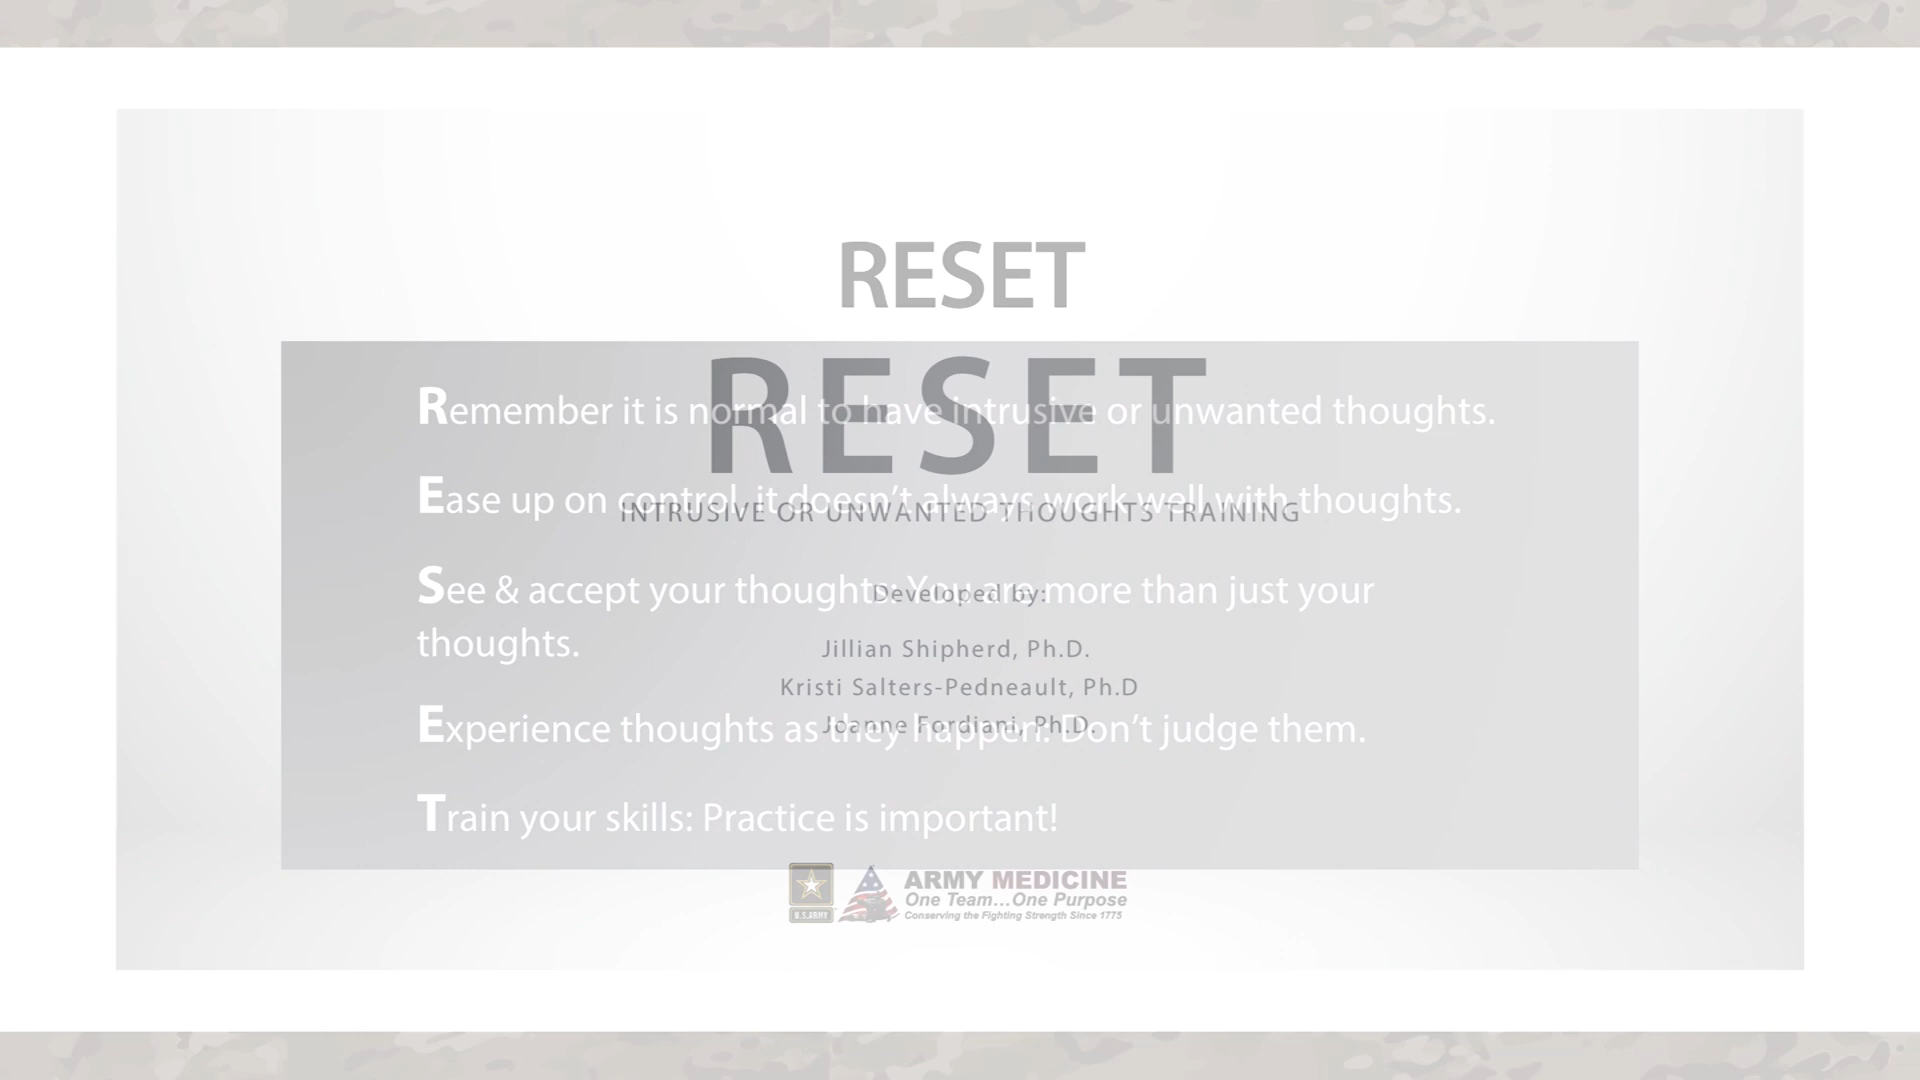 RESET
Remember it is normal to have intrusive or unwanted thoughts.
Ease up on control, it doesn't always work well with thoughts.
See & accept your thoughts: You are more than just your
thoughts.
Experience thoughts as they happen: Don't judge them.
Train your skills: Practice is important!
RESET
INTRUSIVE OR UNWANTED THOUGHTS TRAINING
Developed by:
Jillian Shipherd, Ph.D.
Kristi Salters-Pedneault, Ph.D
Joanne Fordiani, Ph.D.
U.S.ARMY
ARMY MEDICINE
One Team...One Purpose
Conserving the Fighting Strength Since 1775